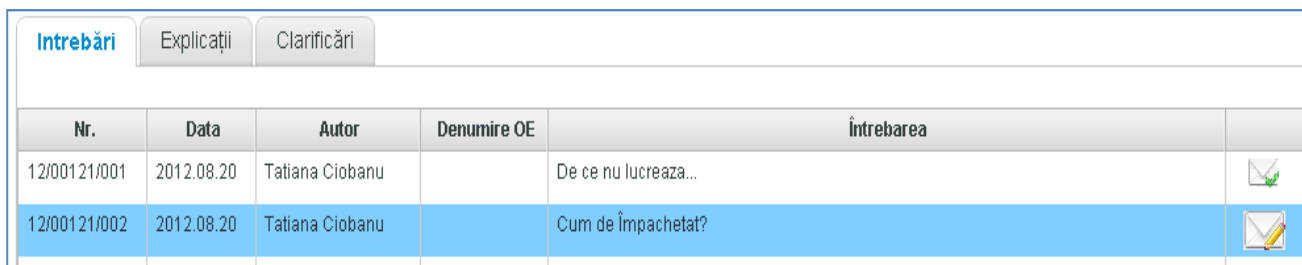 Intrebări Explicații Clarificări
Nr. Data Autor Denumire OE Întrebarea
12/00121/001 2012.08.20 Tatiana Ciobanu De ce nu lucreaza...
12/00121/002 2012.08.20 Tatiana Ciobanu Cum de Împachetat?